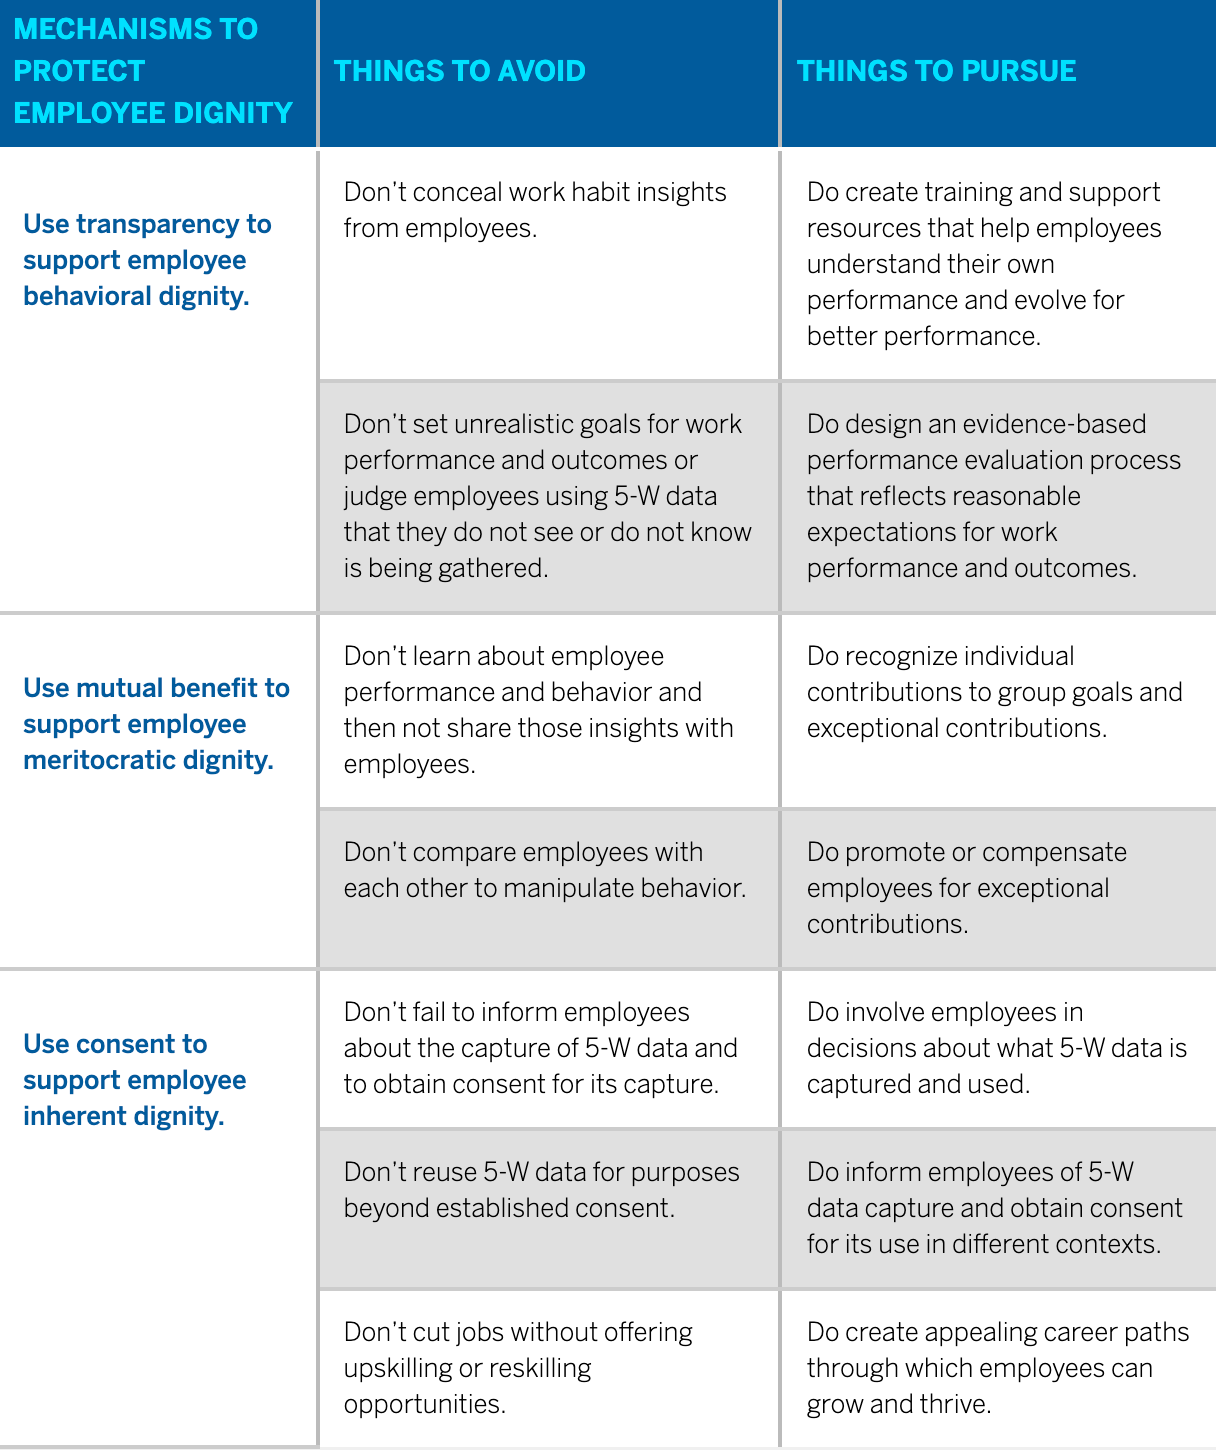 MECHANISMS TO
PROTECT
EMPLOYEE DIGNITY
THINGS TO AVOID
THINGS TO PURSUE
Use transparency to
support employee
behavioral dignity.
Don’t conceal work habit insights
from employees.
Do create training and support
resources that help employees
understand their own
performance and evolve for
better performance.
Don’t set unrealistic goals for work
performance and outcomes or
judge employees using 5-W data
that they do not see or do not know
is being gathered.
Do design an evidence-based
performance evaluation process
that reflects reasonable
expectations for work
performance and outcomes.
Use mutual benefit to
support employee
meritocratic dignity.
Don’t learn about employee
performance and behavior and
then not share those insights with
employees.
Do recognize individual
contributions to group goals and
exceptional contributions.
Don’t compare employees with
each other to manipulate behavior.
Do promote or compensate
employees for exceptional
contributions.
Use consent to
support employee
inherent dignity.
Don’t fail to inform employees
about the capture of 5-W data and
to obtain consent for its capture.
Do involve employees in
decisions about what 5-W data is
captured and used.
Don’t reuse 5-W data for purposes
beyond established consent.
Do inform employees of 5-W
data capture and obtain consent
for its use in different contexts.
Don’t cut jobs without offering
upskilling or reskilling
opportunities.
Do create appealing career paths
through which employees can
grow and thrive.